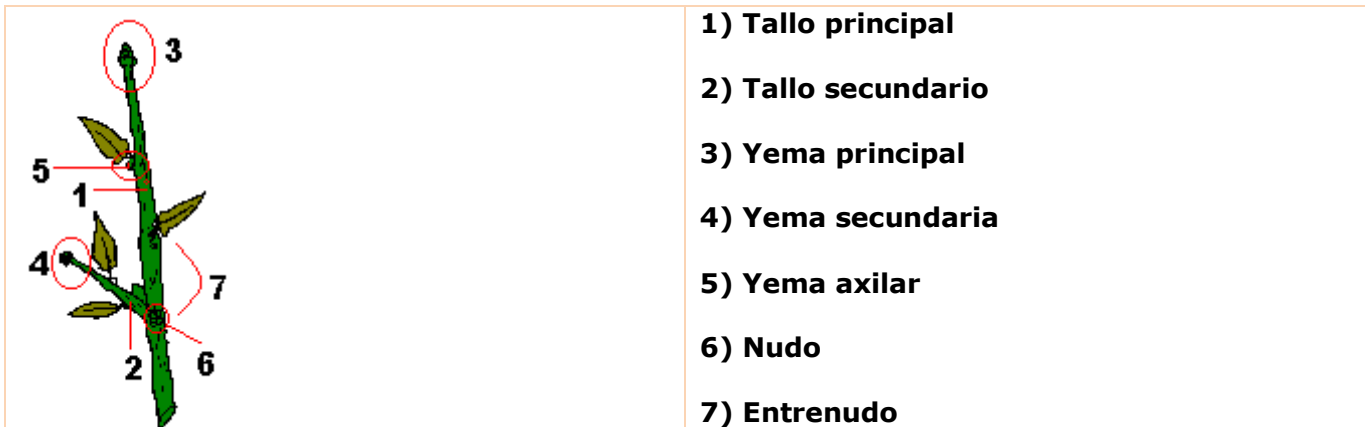 3
5
1
4
7
2
6
1) Tallo principal
2) Tallo secundario
3) Yema principal
4) Yema secundaria
5) Yema axilar
6) Nudo
7) Entrenudo